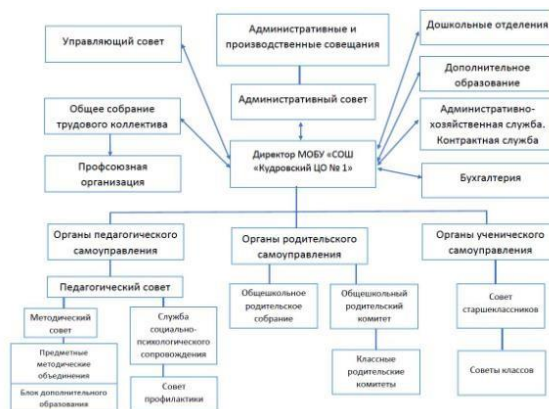 Административные и
производственные совещания
Дошкольные отделения
Управляющий совет
Дополнительное
образование
Административный совет
Общее собрание
трудового коллектива
Административно-
хозяйственная служба.
Контрактная служба
Директор МОБУ «СОШ
«Кудровский ЦО № 1»
Профсоюзная
организация
Бухгалтерия
Органы педагогического
самоуправления
Органы родительского
самоуправления
Органы ученического
самоуправления
Педагогический совет
Методический
совет
Предметные
методические
объединения
Блок дополнительного
образования
Служба
социально-
психологического
сопровождения
Совет
профилактики
Общешкольное
родительское
собрание
Общешкольный
родительский
комитет
Классные
родительские
комитеты
Совет
старшеклассников
Советы классов